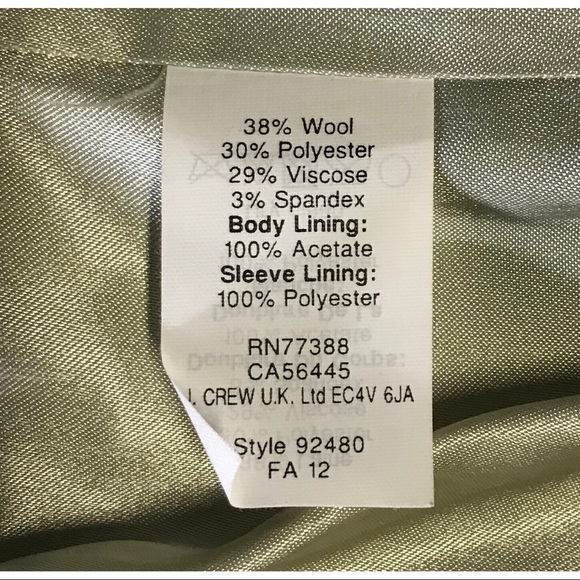 38% Wool
30% Polyester
29% Viscose
3% Spandex
Body Lining:
100% Acetate
Sleeve Lining:
100% Polyester
RN77388
CA56445
J. CREW U.K. Ltd EC4V 6JA
Style 92480
FA 12